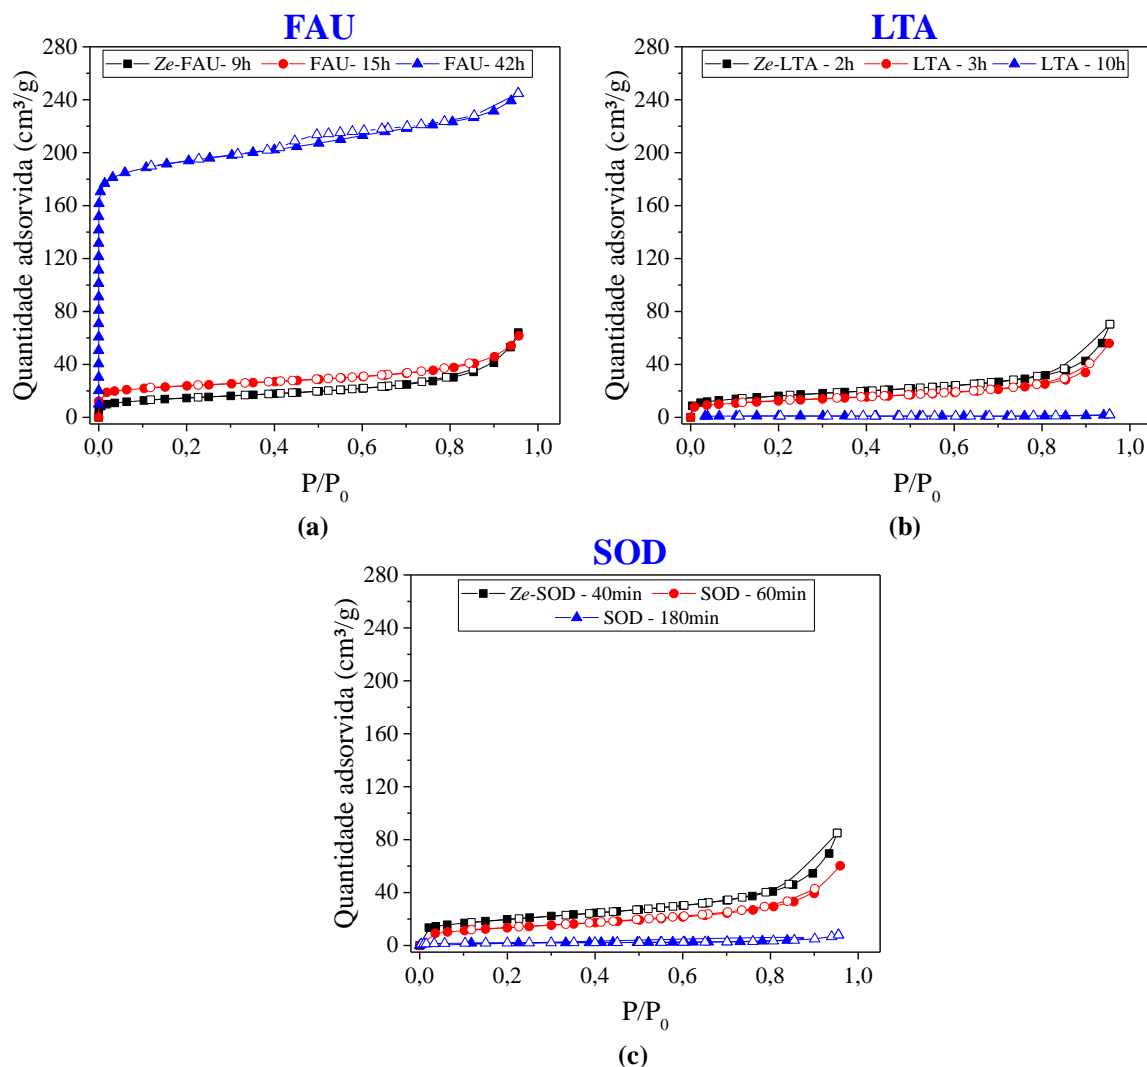 FAU
Ze-FAU- 9h FAU- 15h FAU- 42h
Quantidade adsorvida (cm³/g)
280
240
200
160
120
80
40
0
0,0 0,2 0,4 0,6 0,8 1,0
P/P₀
(a)
LTA
Ze-LTA - 2h LTA - 3h LTA - 10h
Quantidade adsorvida (cm³/g)
280
240
200
160
120
80
40
0
0,0 0,2 0,4 0,6 0,8 1,0
P/P₀
(b)
SOD
Ze-SOD - 40min SOD - 60min
SOD - 180min
Quantidade adsorvida (cm³/g)
280
240
200
160
120
80
40
0
0,0 0,2 0,4 0,6 0,8 1,0
P/P₀
(c)